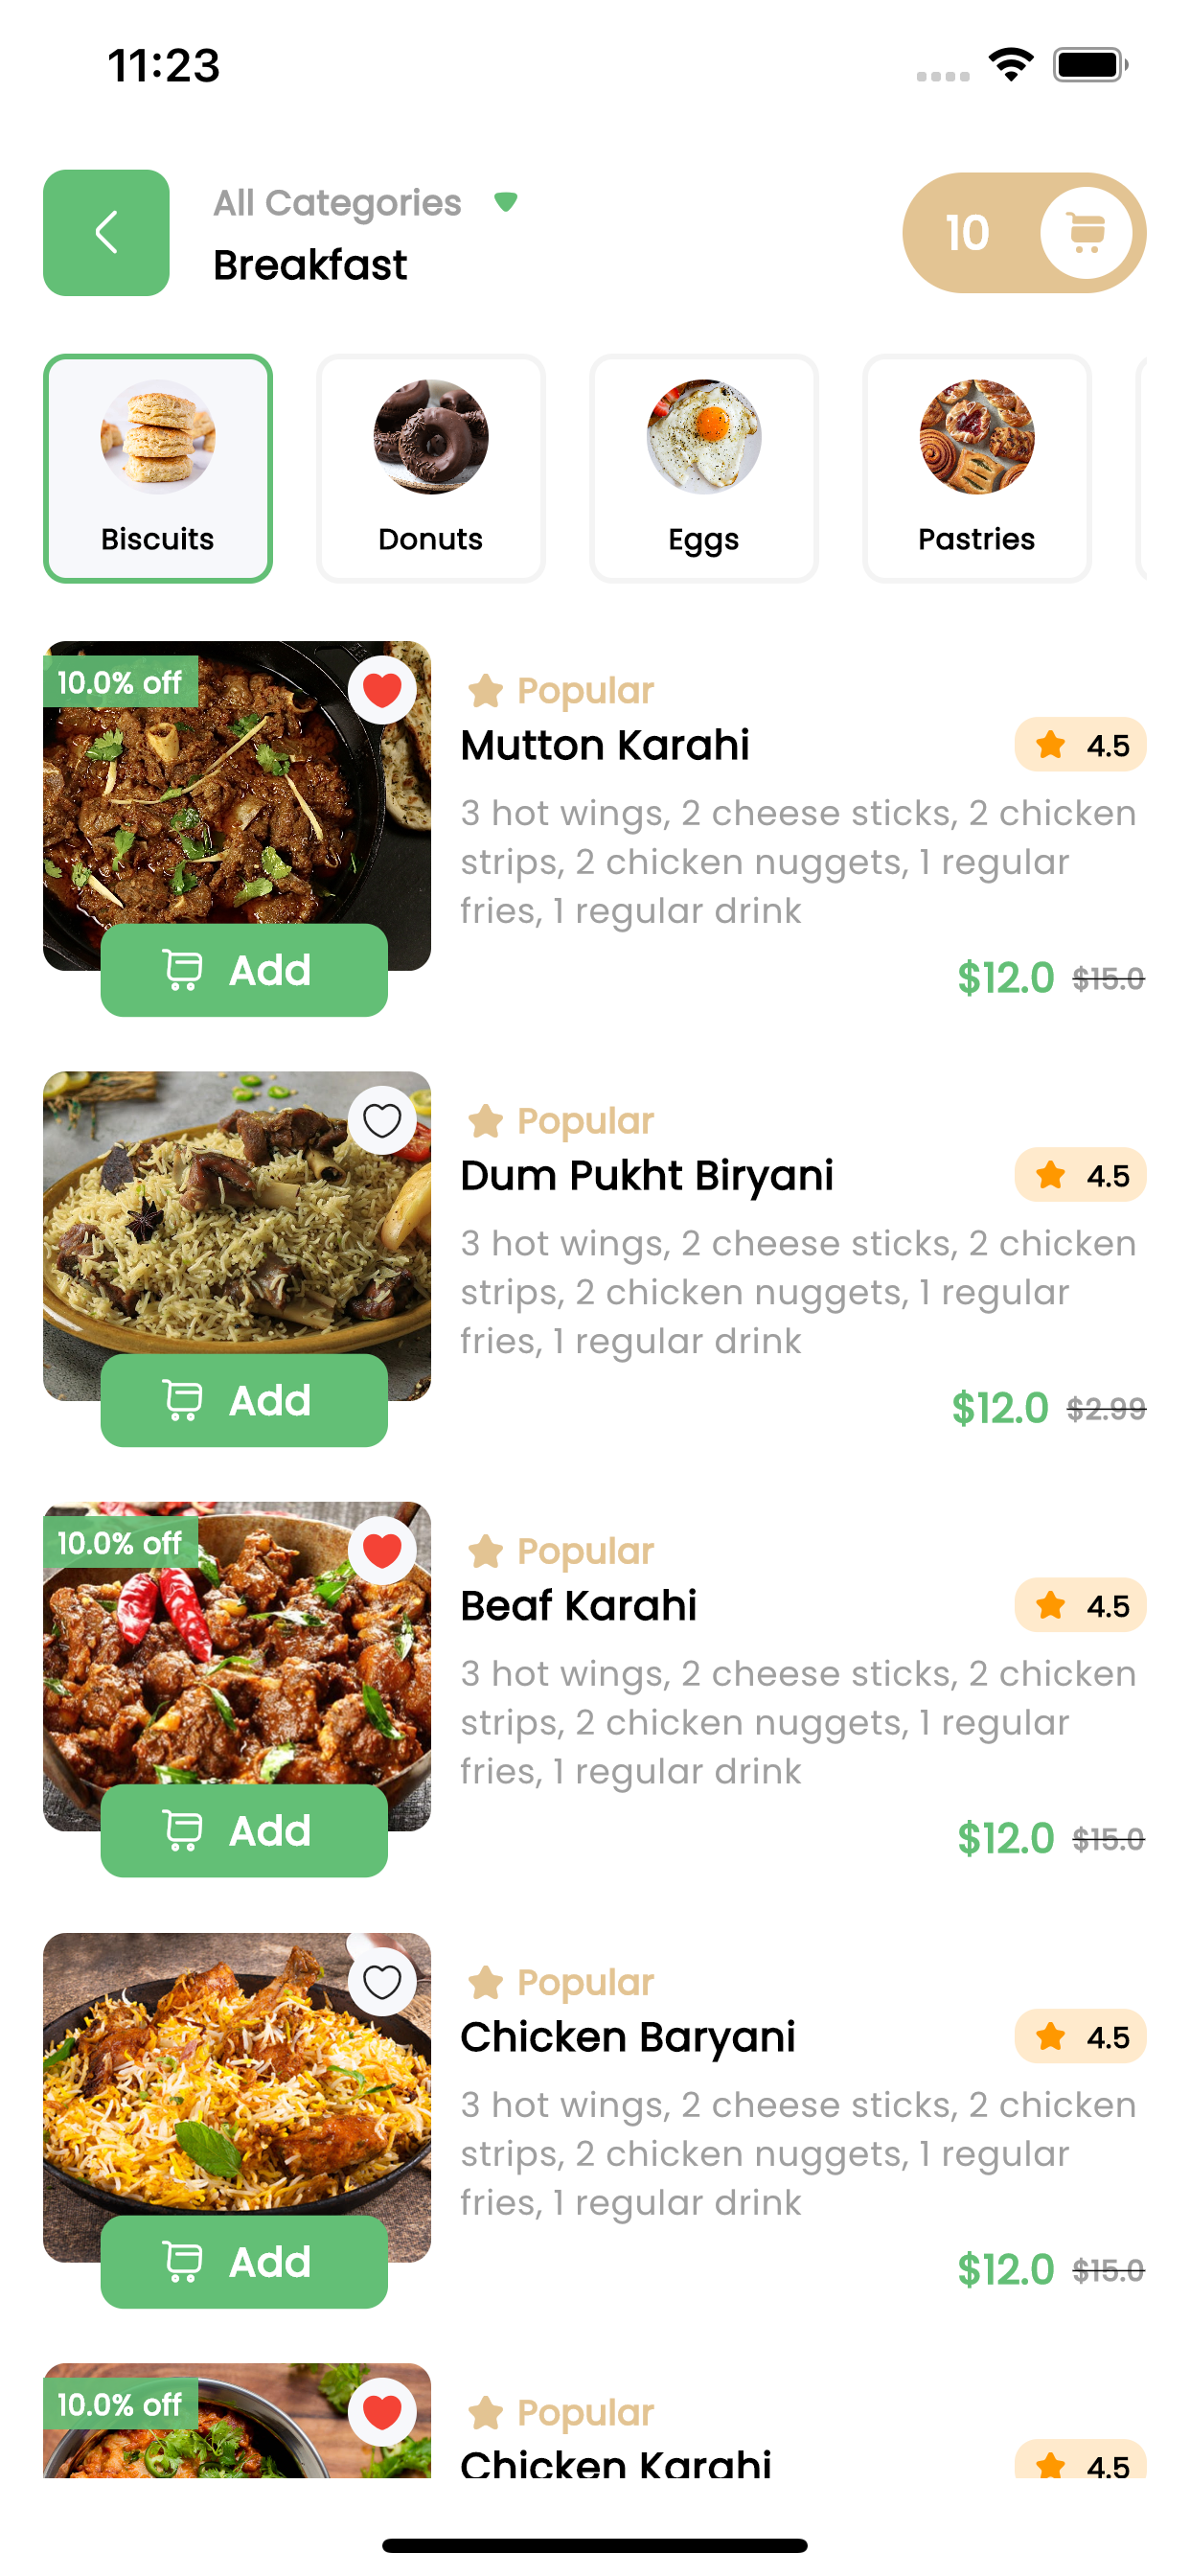 11:23
All Categories
Breakfast
10
Biscuits
Donuts
Eggs
Pastries
10.0% off
Popular
Mutton Karahi
4.5
3 hot wings, 2 cheese sticks, 2 chicken
strips, 2 chicken nuggets, 1 regular
fries, 1 regular drink
Add
$12.0 $15.0
Popular
Dum Pukht Biryani
4.5
3 hot wings, 2 cheese sticks, 2 chicken
strips, 2 chicken nuggets, 1 regular
fries, 1 regular drink
Add
$12.0 $2.99
10.0% off
Popular
Beaf Karahi
4.5
3 hot wings, 2 cheese sticks, 2 chicken
strips, 2 chicken nuggets, 1 regular
fries, 1 regular drink
Add
$12.0 $15.0
Popular
Chicken Baryani
4.5
3 hot wings, 2 cheese sticks, 2 chicken
strips, 2 chicken nuggets, 1 regular
fries, 1 regular drink
Add
$12.0 $15.0
10.0% off
Popular
Chicken Karahi
4.5